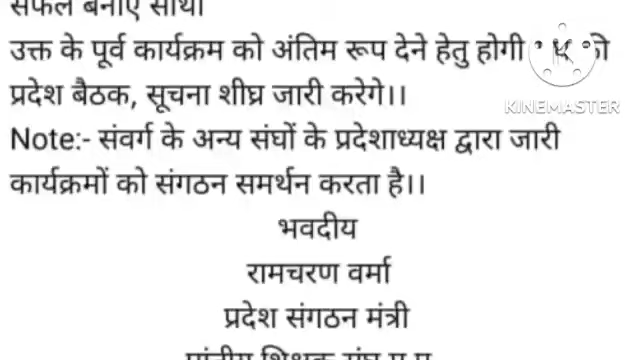 सफल बनाए साथी
उक्त के पूर्व कार्यक्रम को अंतिम रूप देने हेतु होगी
प्रदेश बैठक, सूचना शीघ्र जारी करेगे।।
KINEMASTER
Note:- संवर्ग के अन्य संघों के प्रदेशाध्यक्ष द्वारा जारी
कार्यक्रमों को संगठन समर्थन करता है।।
भवदीय
रामचरण वर्मा
प्रदेश संगठन मंत्री